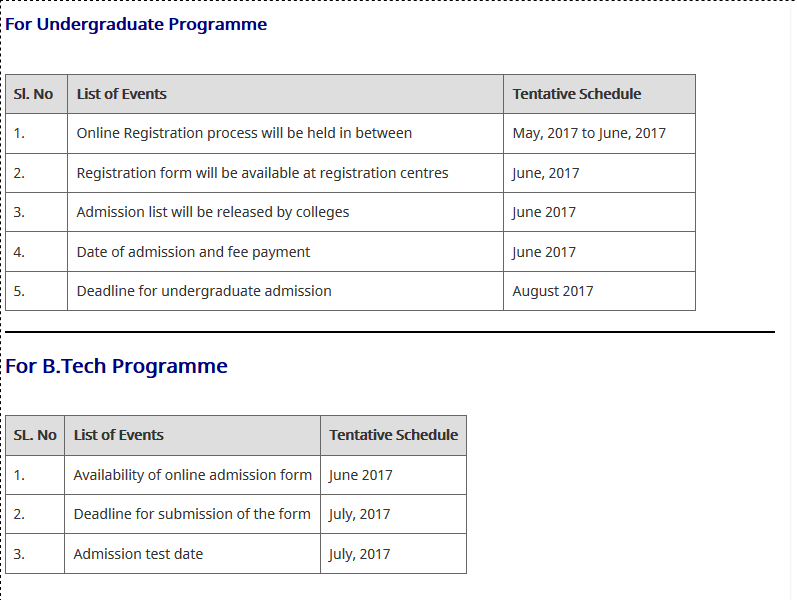 For Undergraduate Programme
Sl. No List of Events Tentative Schedule
1. Online Registration process will be held in between May, 2017 to June, 2017
2. Registration form will be available at registration centres June, 2017
3. Admission list will be released by colleges June 2017
4. Date of admission and fee payment June 2017
5. Deadline for undergraduate admission August 2017
For B.Tech Programme
SL. No List of Events Tentative Schedule
1. Availability of online admission form June 2017
2. Deadline for submission of the form July, 2017
3. Admission test date July, 2017